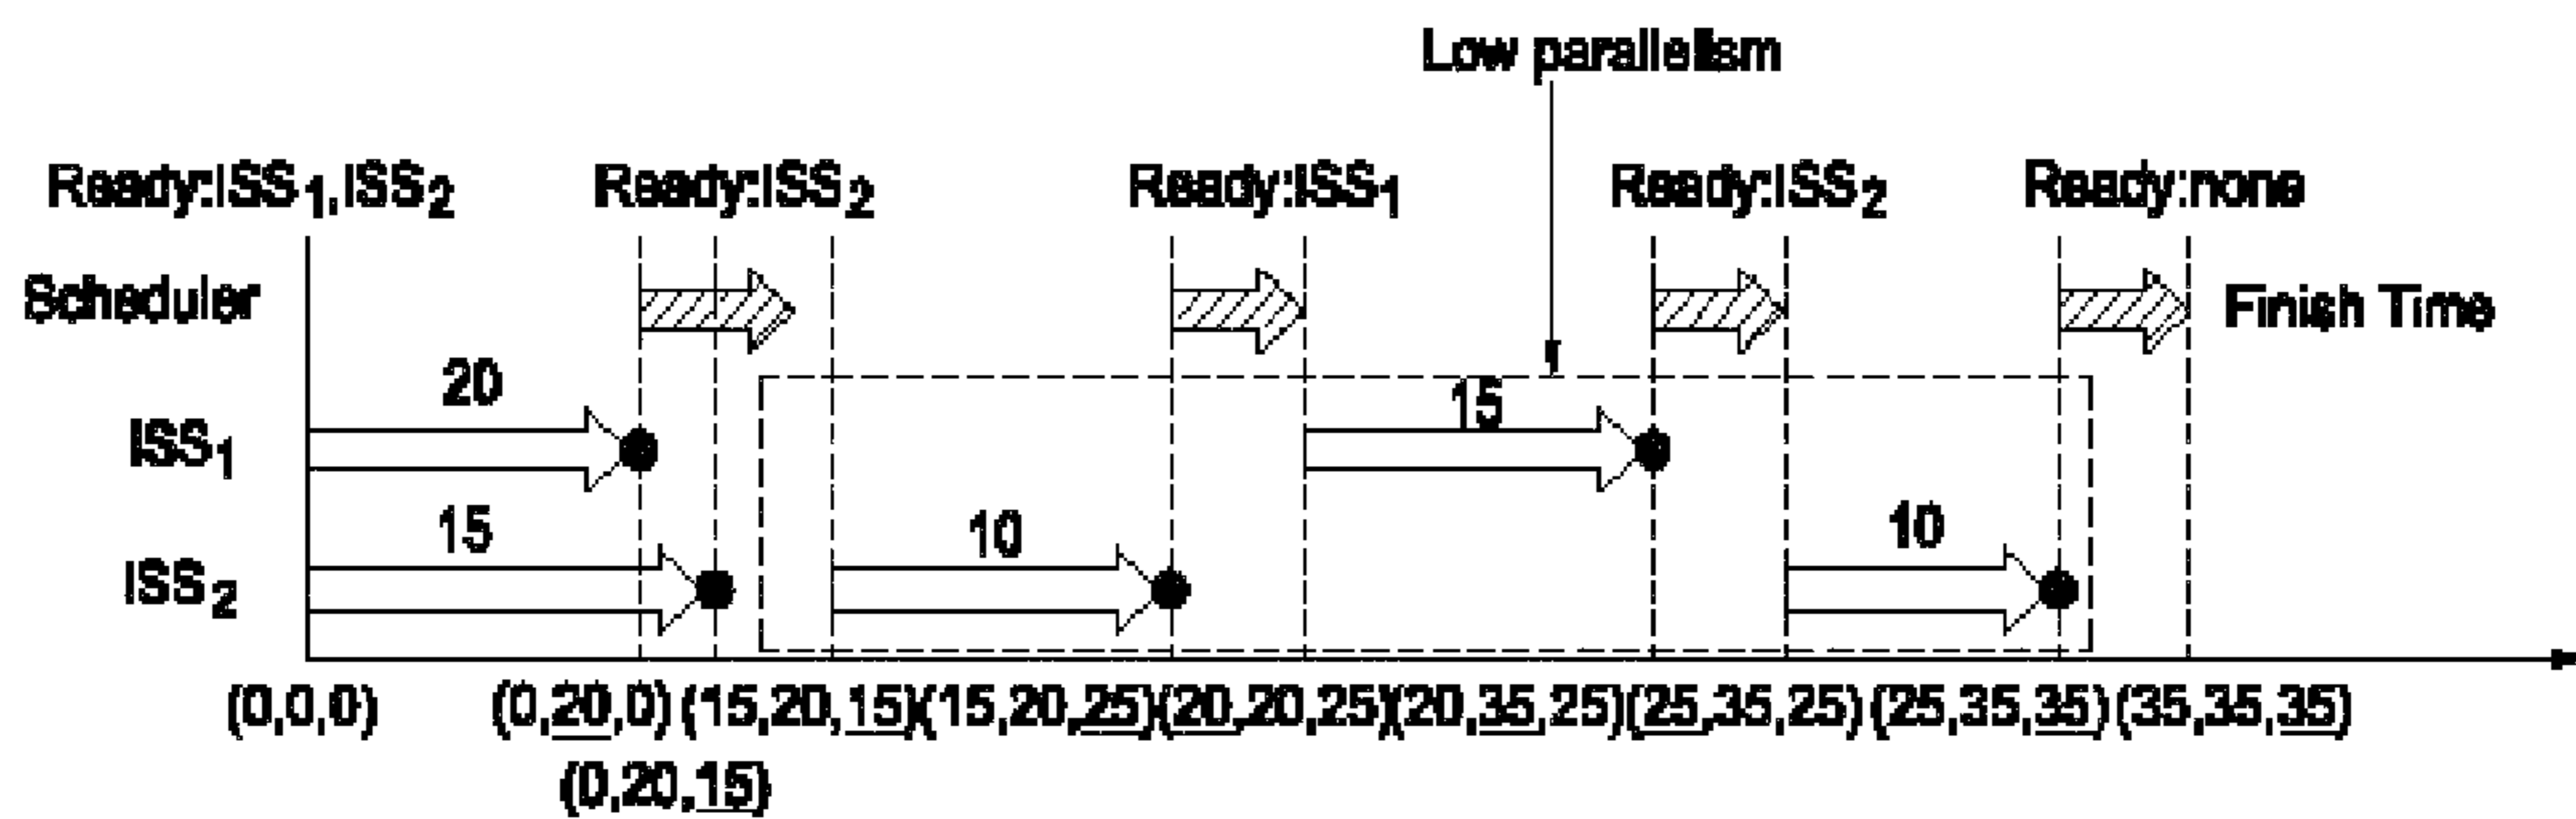 Low parallelism
Ready:ISS1,ISS2 Ready:ISS2 Ready:ISS1 Ready:ISS2 Ready:none
Scheduler Finish Time
20 15
ISS1
15 10 10
ISS2
(0,0,0) (0,20,0) (15,20,15) (15,20,25) (20,20,25) (20,35,25) (25,35,25) (25,35,35) (35,35,35)
(0,20,15)